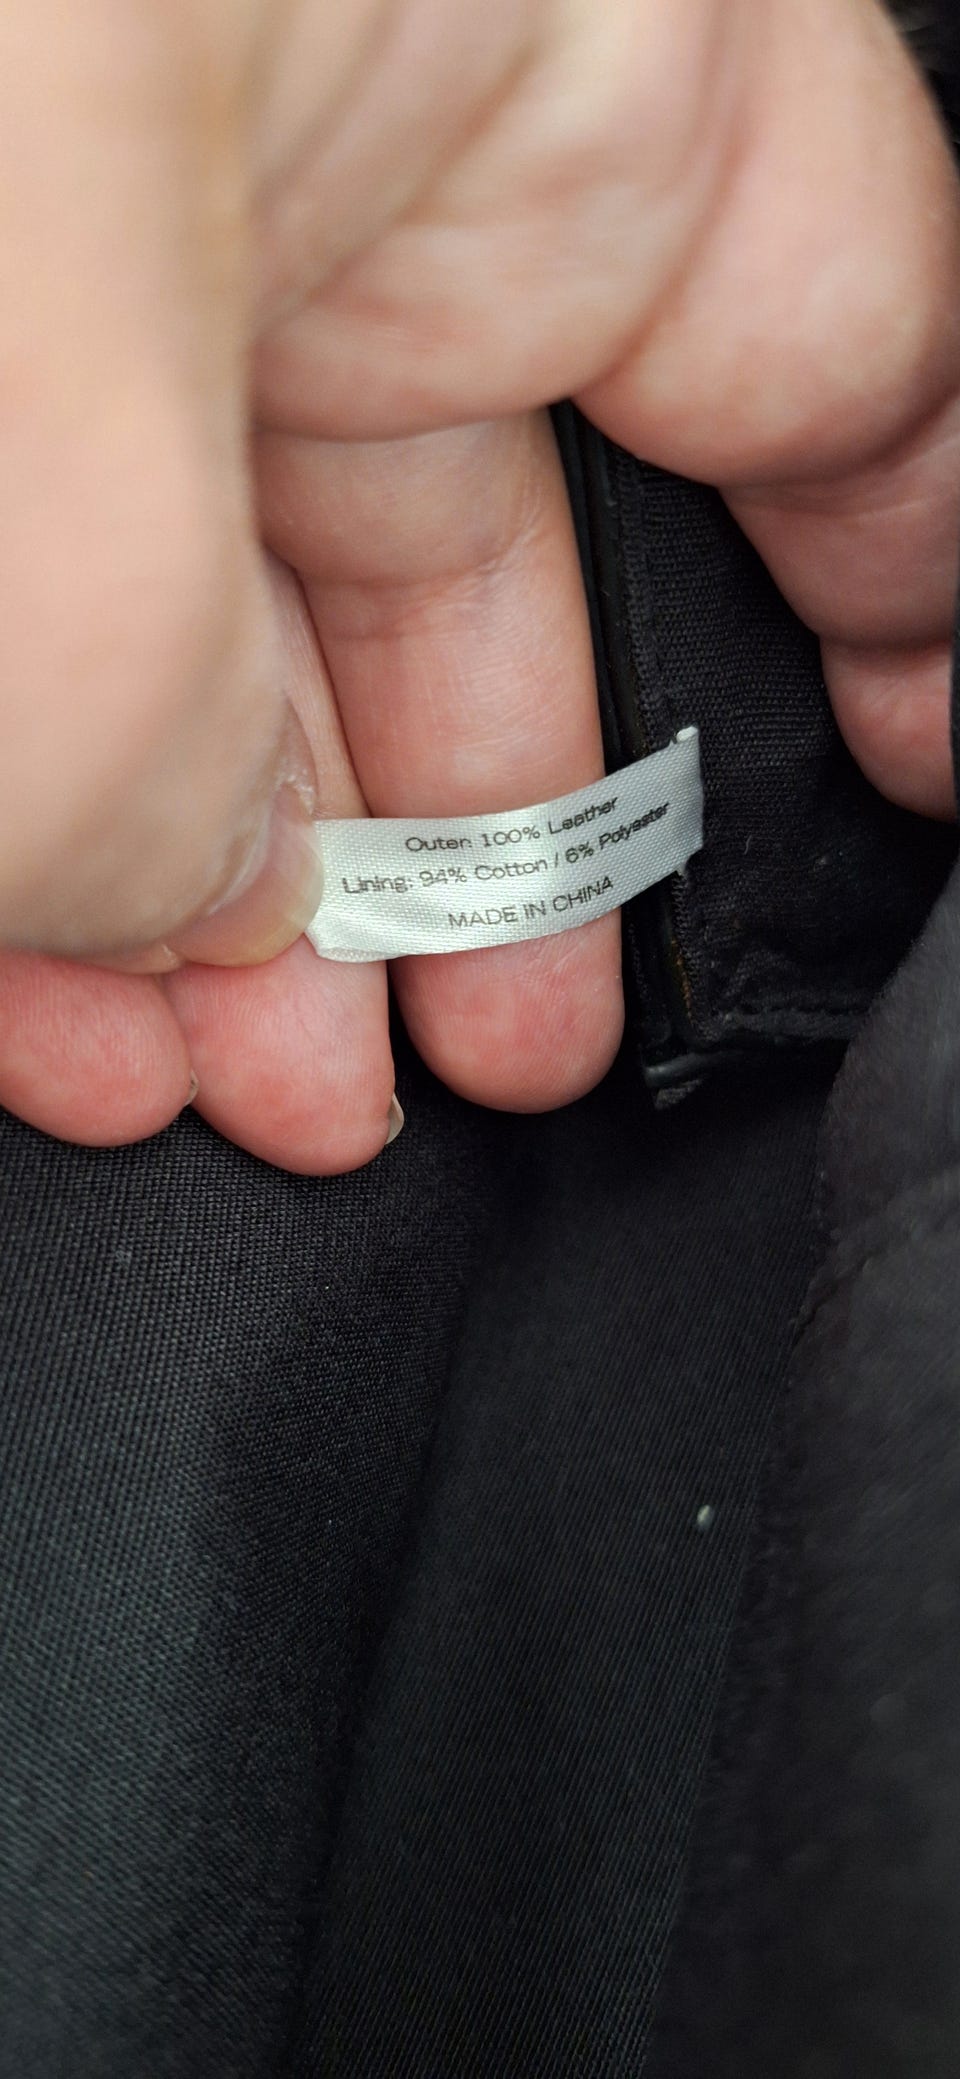 Outer: 100% Leather
Lining: 94% Cotton / 6% Polyester
MADE IN CHINA